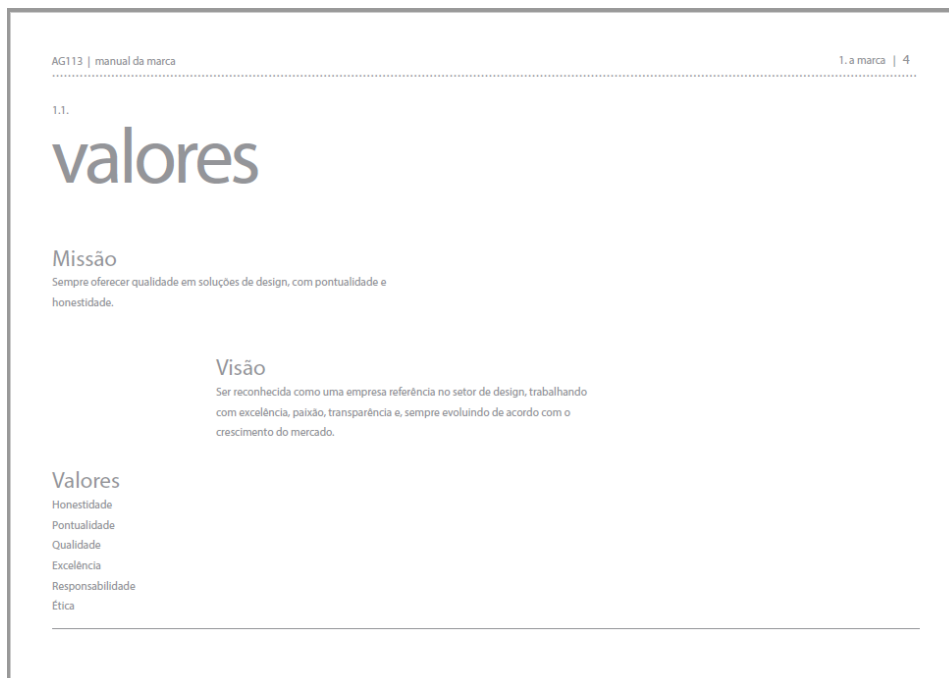 AG113 | manual da marca
1. a marca | 4
1.1.
valores
Missão
Sempre oferecer qualidade em soluções de design, com pontualidade e
honestidade.
Visão
Ser reconhecida como uma empresa referência no setor de design, trabalhando
com excelência, paixão, transparência e, sempre evoluindo de acordo com o
crescimento do mercado.
Valores
Honestidade
Pontualidade
Qualidade
Excelência
Responsabilidade
Ética